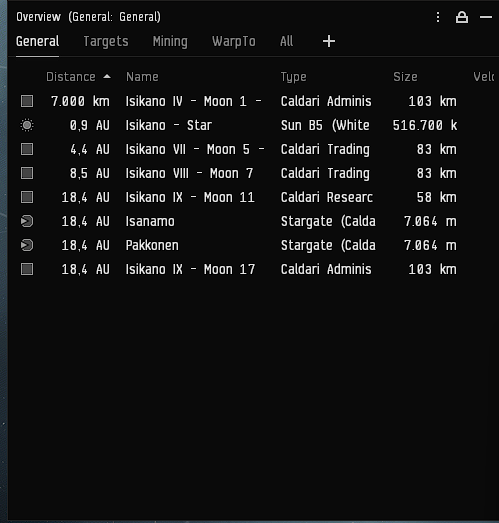 Overview (General: General)
General Targets Mining WarpTo All +
Distance Name Type Size Velc
7.000 km Isikano IV - Moon 1 - Caldari Adminis 103 km
0,9 AU Isikano - Star Sun B5 (White 516.700 k
4,4 AU Isikano VII - Moon 5 - Caldari Trading 83 km
8,5 AU Isikano VIII - Moon 7 Caldari Trading 83 km
18,4 AU Isikano IX - Moon 11 Caldari Researc 58 km
18,4 AU Isanamo Stargate (Calda 7.064 m
18,4 AU Pakkonen Stargate (Calda 7.064 m
18,4 AU Isikano IX - Moon 17 Caldari Adminis 103 km